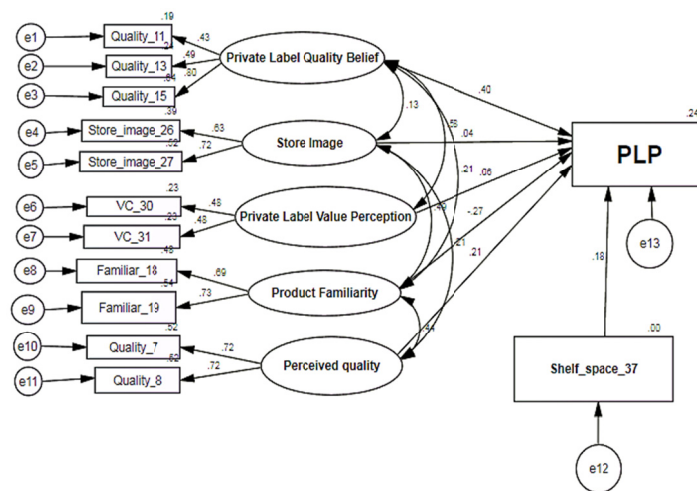 .19
e1
Quality_11
.43
.24
e2
Quality_13
.49
Private Label Quality Belief
.64
e3
Quality_15
.80
.40
.13
.39
e4
Store_image_26
.63
Store Image
.04
.24
PLP
.52
e5
Store_image_27
.72
.21
.06
.23
e6
VC_30
.48
Private Label Value Perception
-.27
.23
e7
VC_31
.48
.21
.21
e13
.48
e8
Familiar_18
.69
Product Familiarity
.18
.54
e9
Familiar_19
.73
.44
.52
e10
Quality_7
.72
Perceived quality
.00
Shelf_space_37
.52
e11
Quality_8
.72
e12